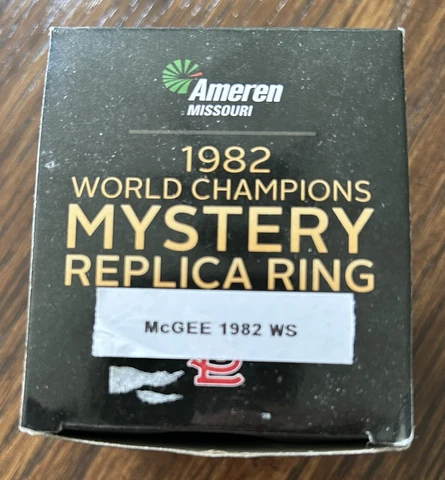 Ameren
MISSOURI
1982
WORLD CHAMPIONS
MYSTERY
REPLICA RING
McGEE 1982 WS